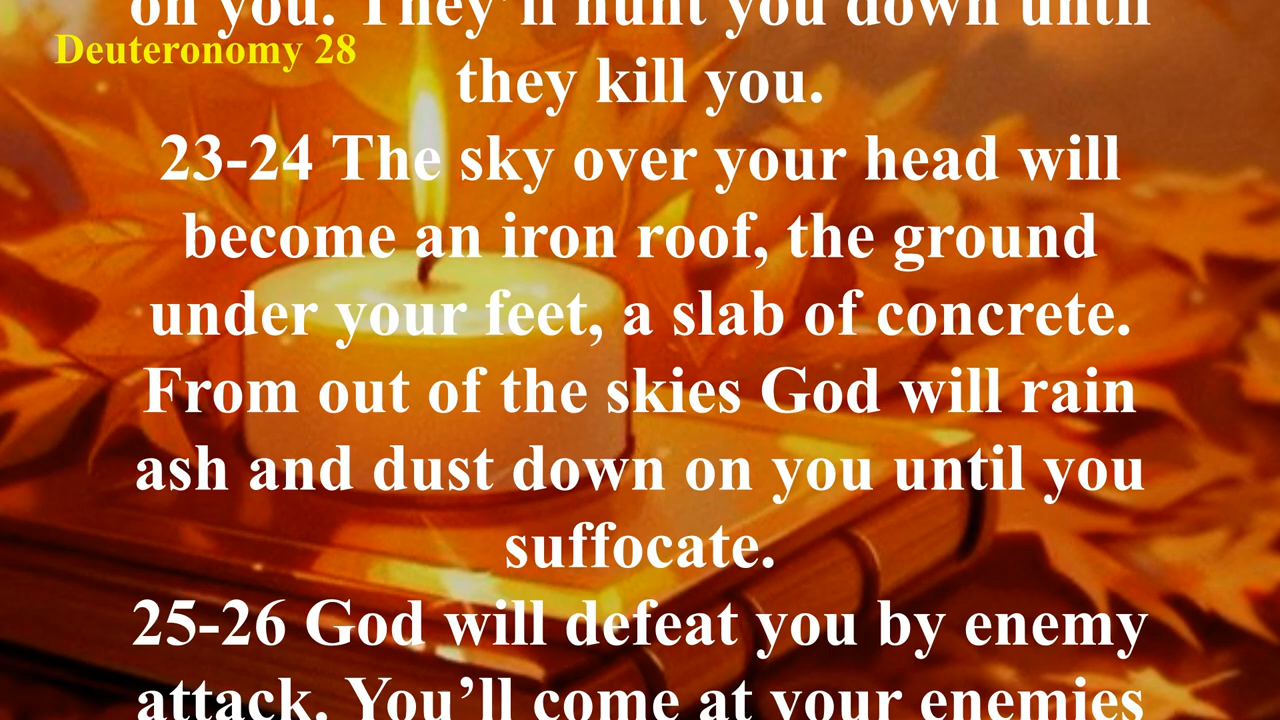 on you. They’ll hunt you down until
Deuteronomy 28
they kill you.
23-24 The sky over your head will
become an iron roof, the ground
under your feet, a slab of concrete.
From out of the skies God will rain
ash and dust down on you until you
suffocate.
25-26 God will defeat you by enemy
attack. You’ll come at your enemies